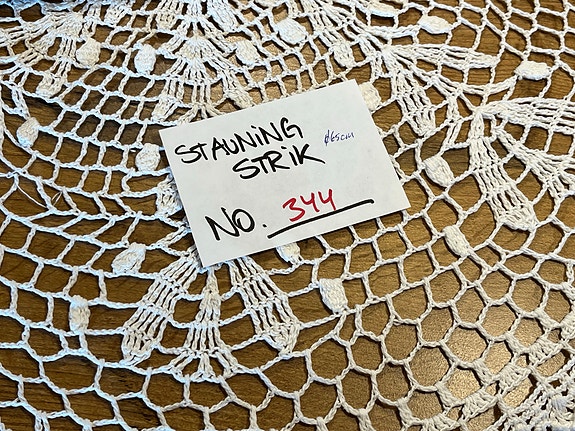 STAUNING ø65cm
STRIK
NO. 344